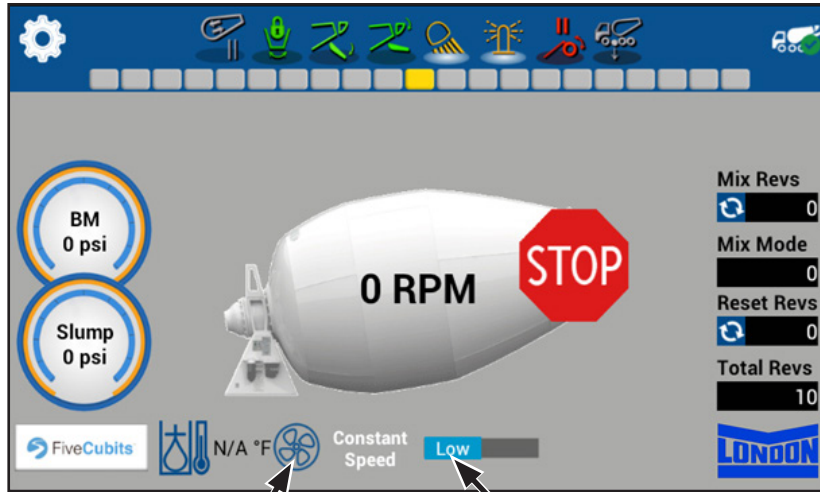 BM
0 psi
Slump
0 psi
0 RPM
STOP
Mix Revs
0
Mix Mode
0
Reset Revs
0
Total Revs
10
FiveCubits
N/A °F
Constant
Speed
Low
LONDON